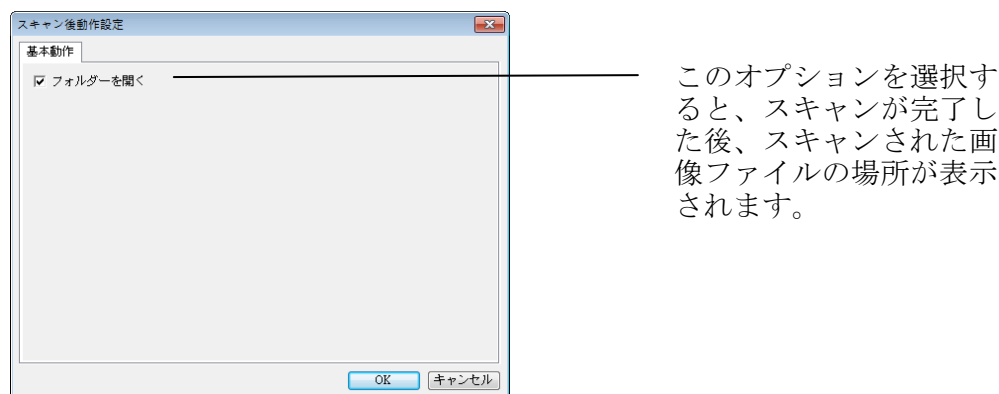 スキャン後動作設定
基本動作
フォルダーを開く
このオプションを選択す
ると、スキャンが完了し
た後、スキャンされた画
像ファイルの場所が表示
されます。
OK
キャンセル